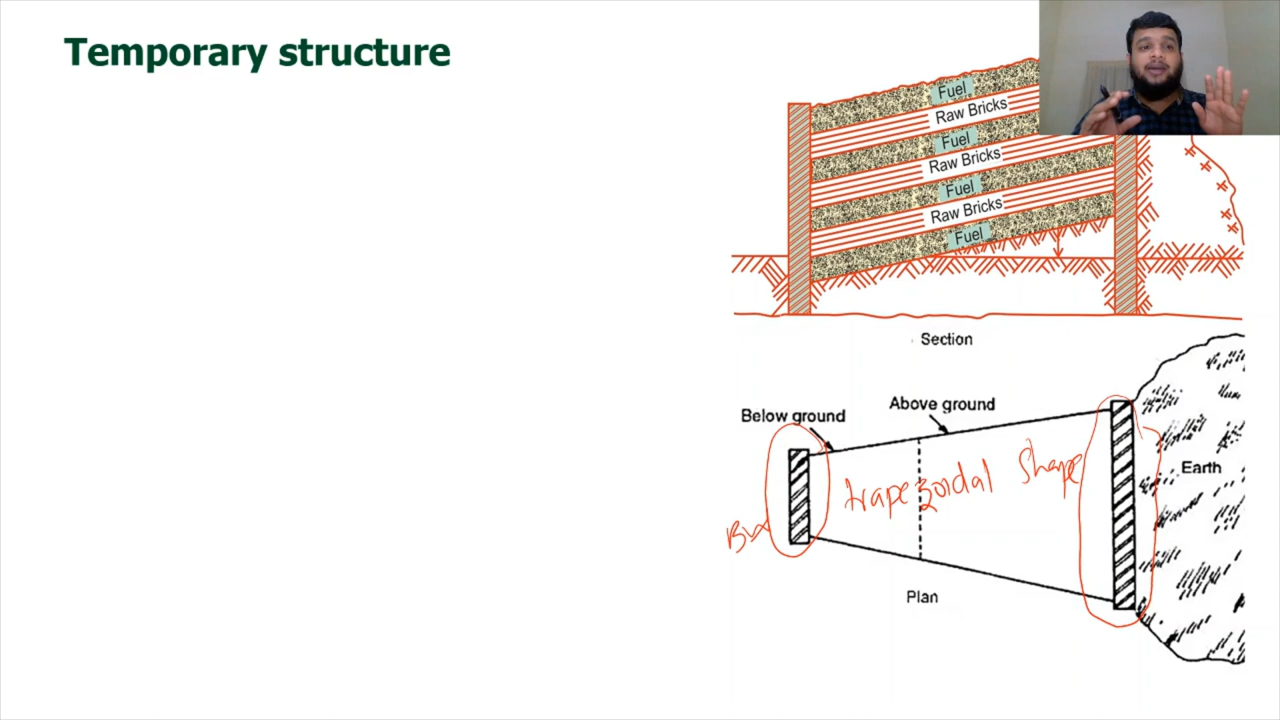 Temporary structure
Fuel
Raw Bricks
Fuel
Raw Bricks
Fuel
Raw Bricks
Fuel
Section
Below ground
Above ground
trapezoidal Shape
Earth
Plan